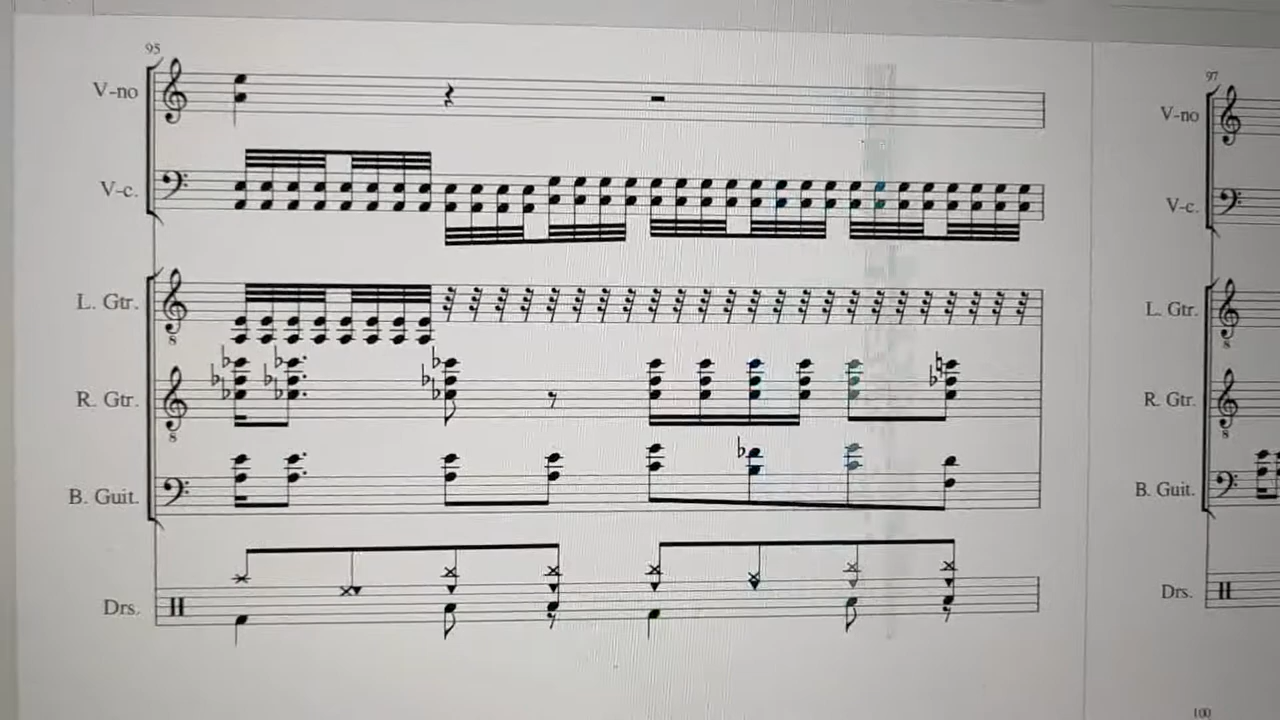 95
V-no
V-c.
L. Gtr.
8
R. Gtr.
8
B. Guit.
Drs.
97
V-no
V-c.
L. Gtr.
8
R. Gtr.
8
B. Guit.
Drs.
100